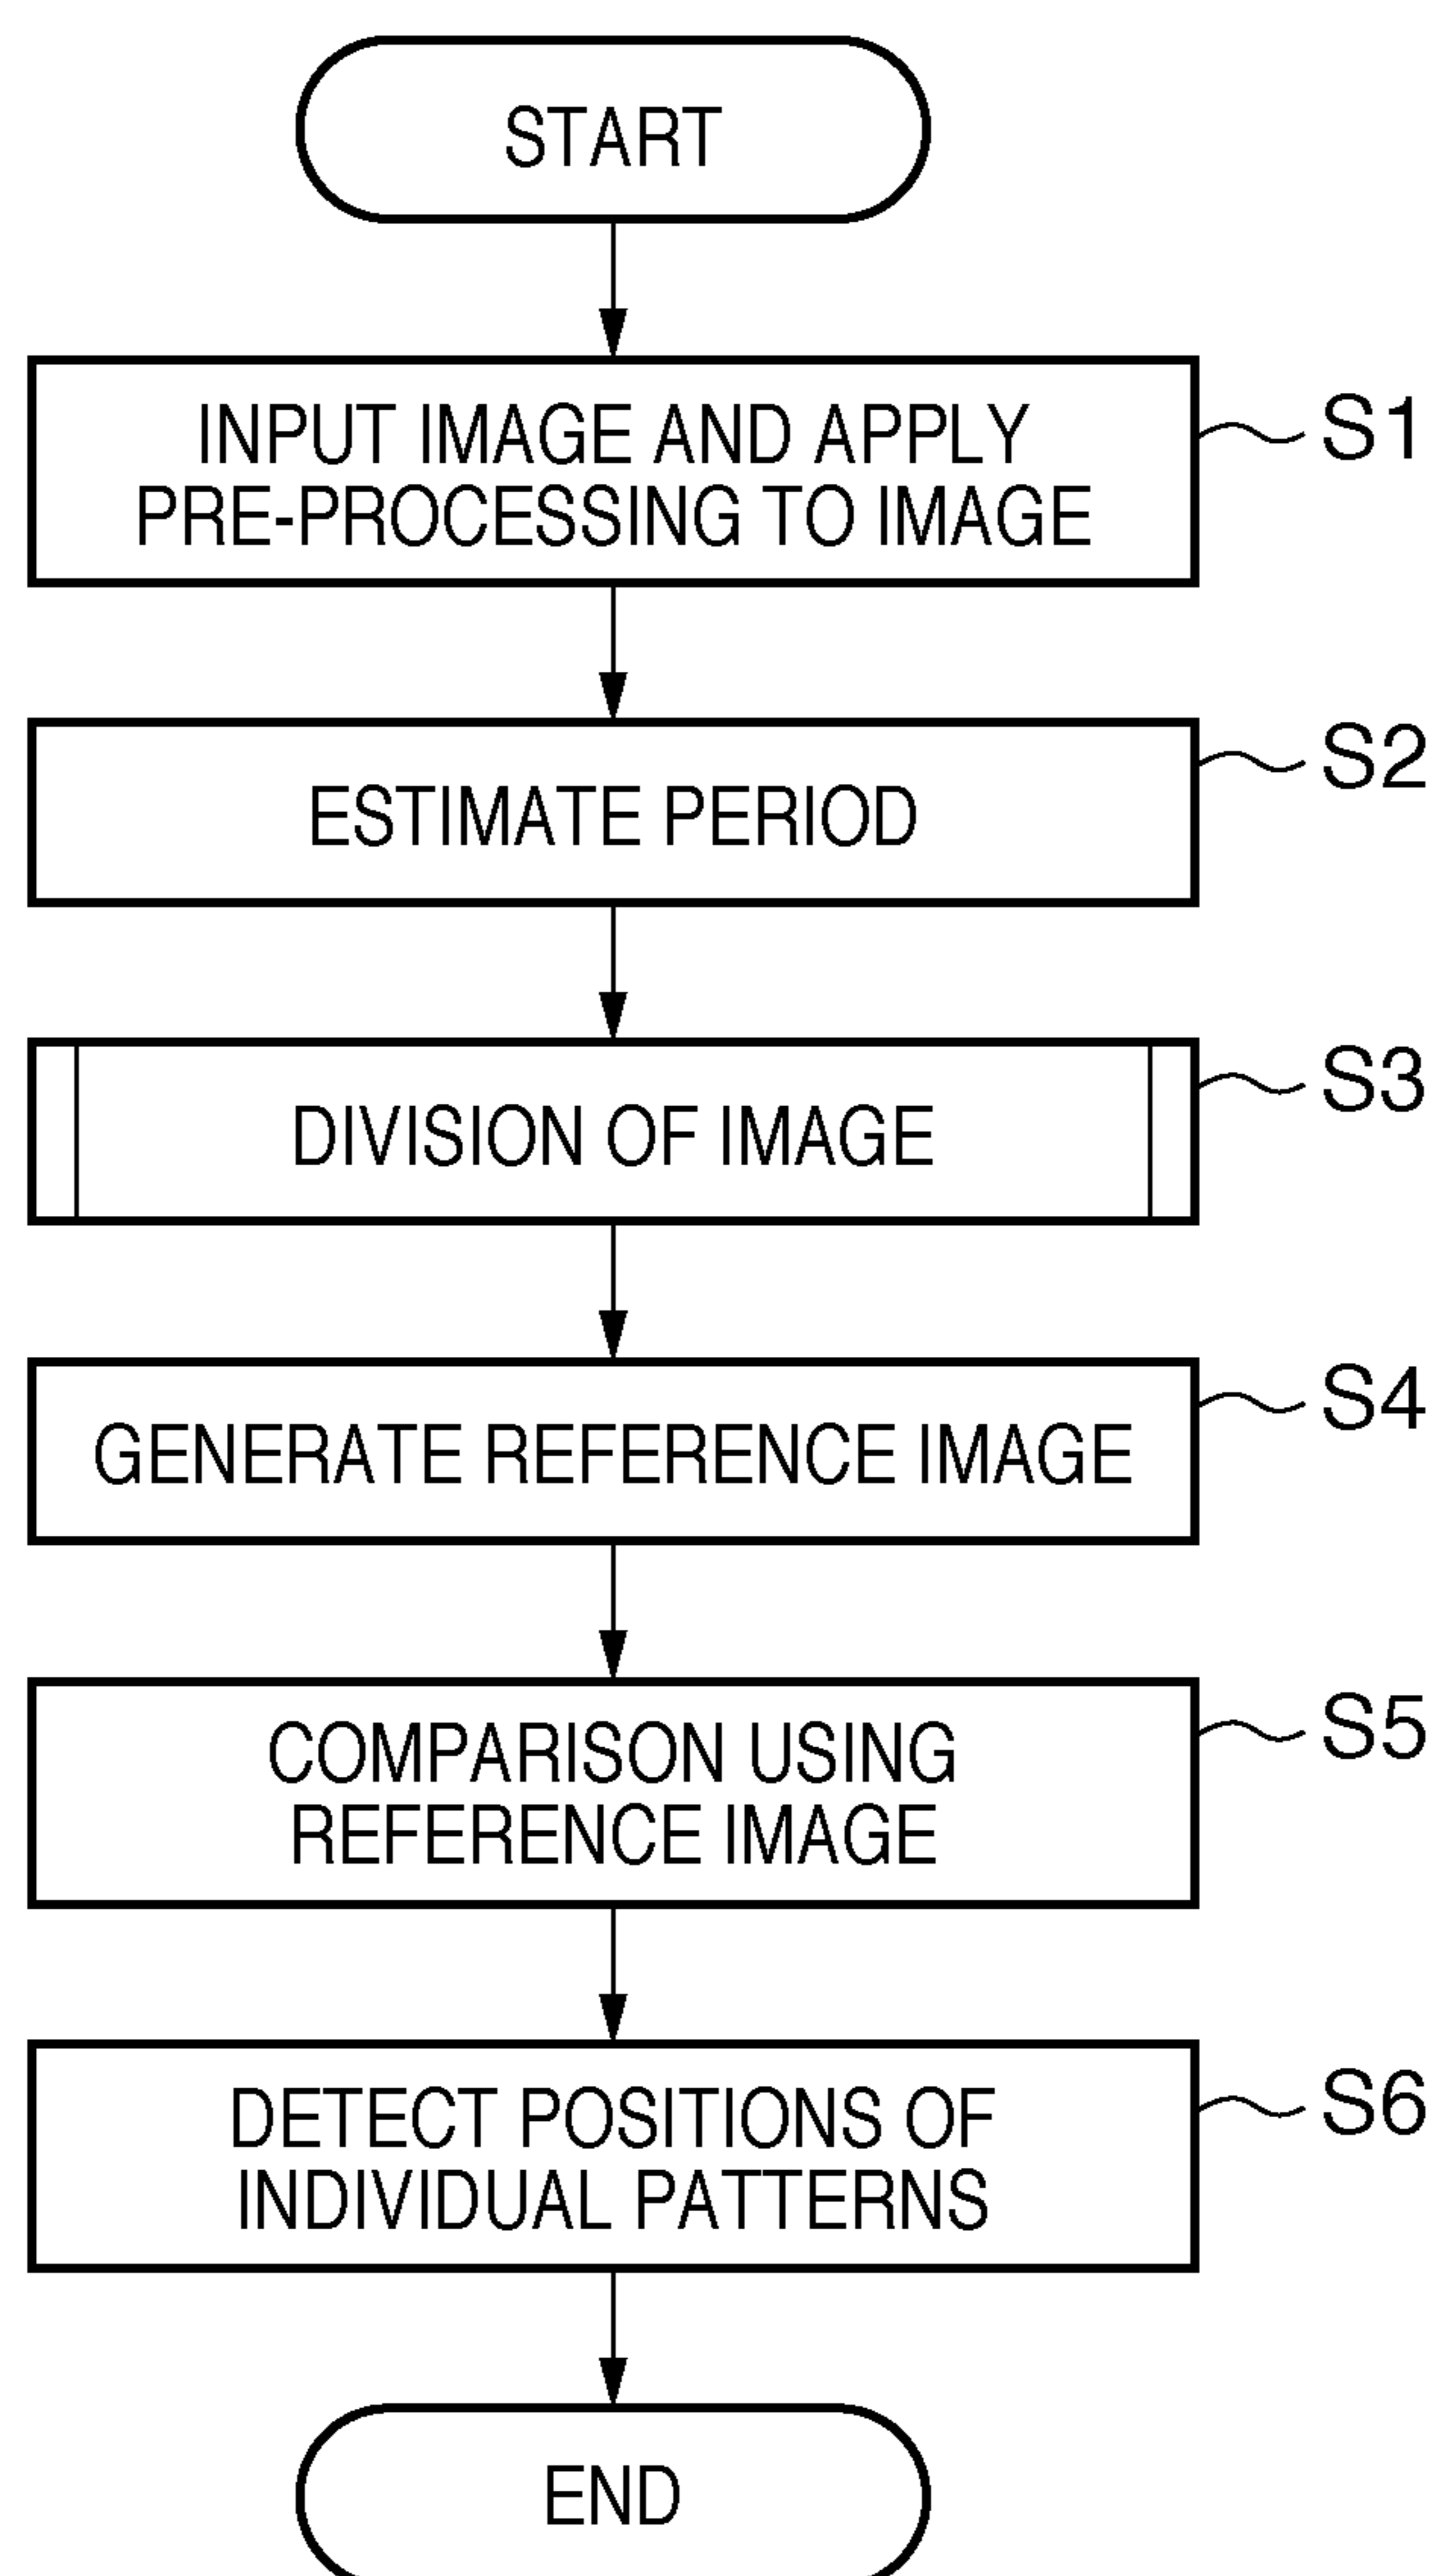 START
INPUT IMAGE AND APPLY
PRE-PROCESSING TO IMAGE
S1
ESTIMATE PERIOD
S2
DIVISION OF IMAGE
S3
GENERATE REFERENCE IMAGE
S4
COMPARISON USING
REFERENCE IMAGE
S5
DETECT POSITIONS OF
INDIVIDUAL PATTERNS
S6
END